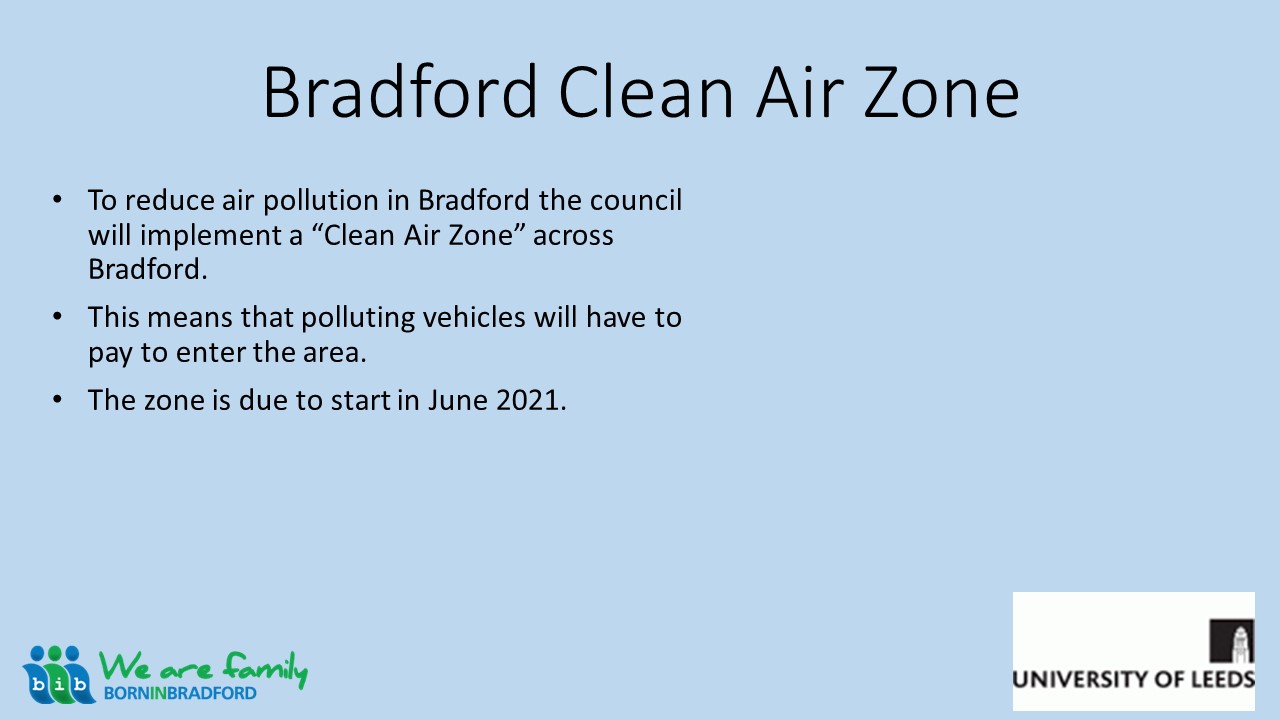 Bradford Clean Air Zone
• To reduce air pollution in Bradford the council
will implement a “Clean Air Zone” across
Bradford.
• This means that polluting vehicles will have to
pay to enter the area.
• The zone is due to start in June 2021.
bib
We are family
BORNINBRADFORD
UNIVERSITY OF LEEDS